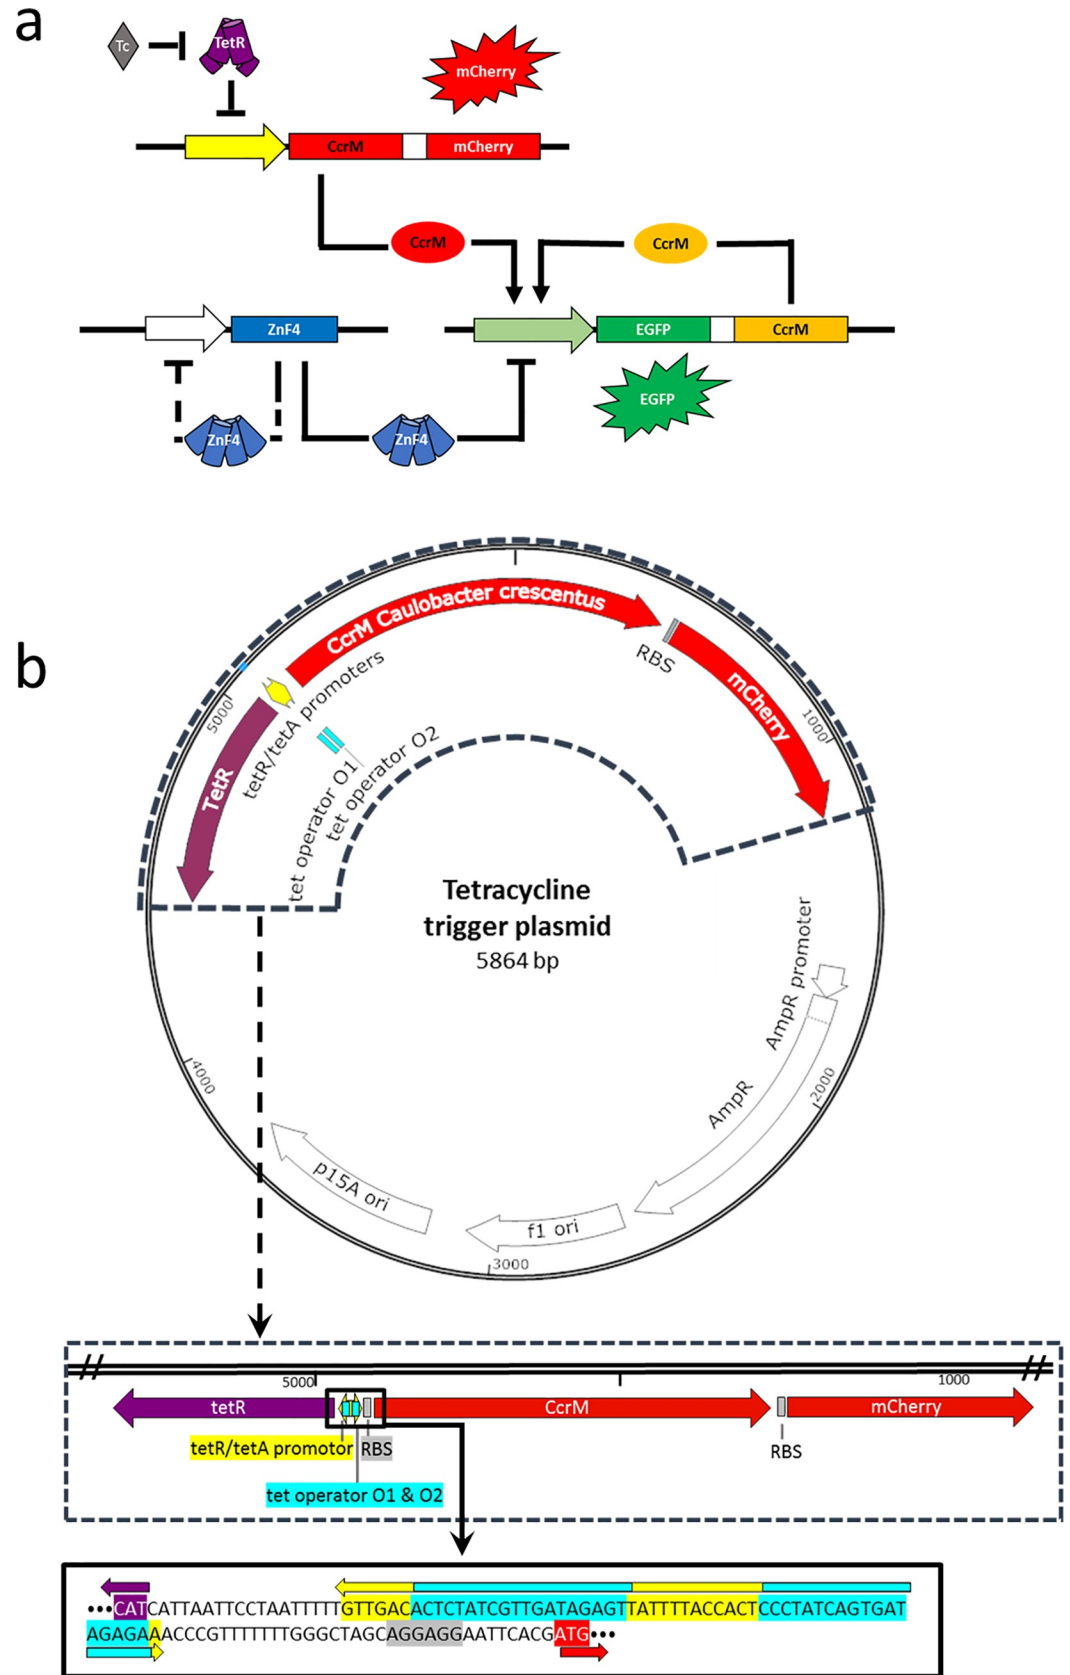 a
Tc
TetR
mCherry
CcrM
mCherry
CcrM
CcrM
ZnF4
EGFP
CcrM
EGFP
ZnF4
ZnF4
b
CcrM Caulobacter crescentus
RBS
mCherry
1000
5000
tetR/tetA promoters
TetR
tet operator O1
tet operator O2
Tetracycline
trigger plasmid
5864 bp
AmpR promoter
AmpR
2000
4000
p15A ori
f1 ori
3000
5000
1000
tetR
CcrM
mCherry
tetR/tetA promotor
RBS
RBS
tet operator O1 & O2
•••CATCATTAATTCCTAATTTTTGTTGACACTCTATCGTTGATAGAGTTATTTTACCACTCCCTATCAGTGAT
AGAGAAAACCCGTTTTTTTGGGCTAGCAGGAGGAATTCACGATG•••